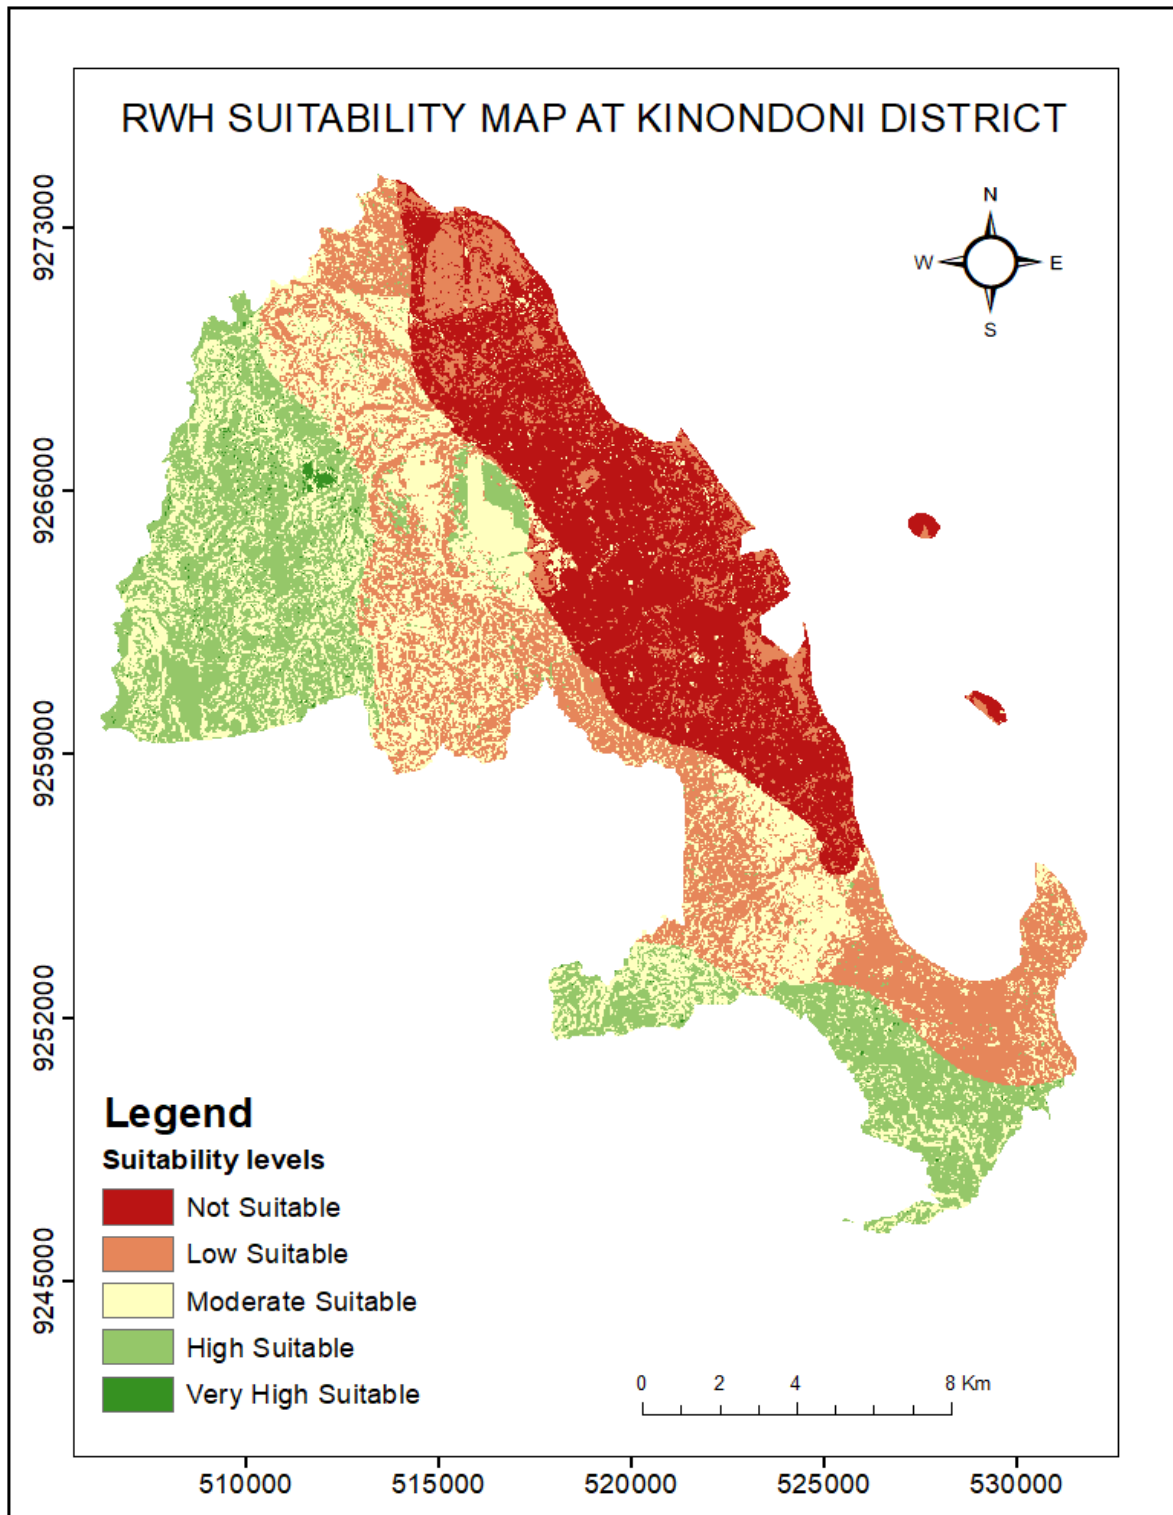 RWH SUITABILITY MAP AT KINONDONI DISTRICT
N
W E
S
9273000
9266000
9259000
9252000
9245000
Legend
Suitability levels
Not Suitable
Low Suitable
Moderate Suitable
High Suitable
Very High Suitable
0 2 4 8 Km
510000 515000 520000 525000 530000